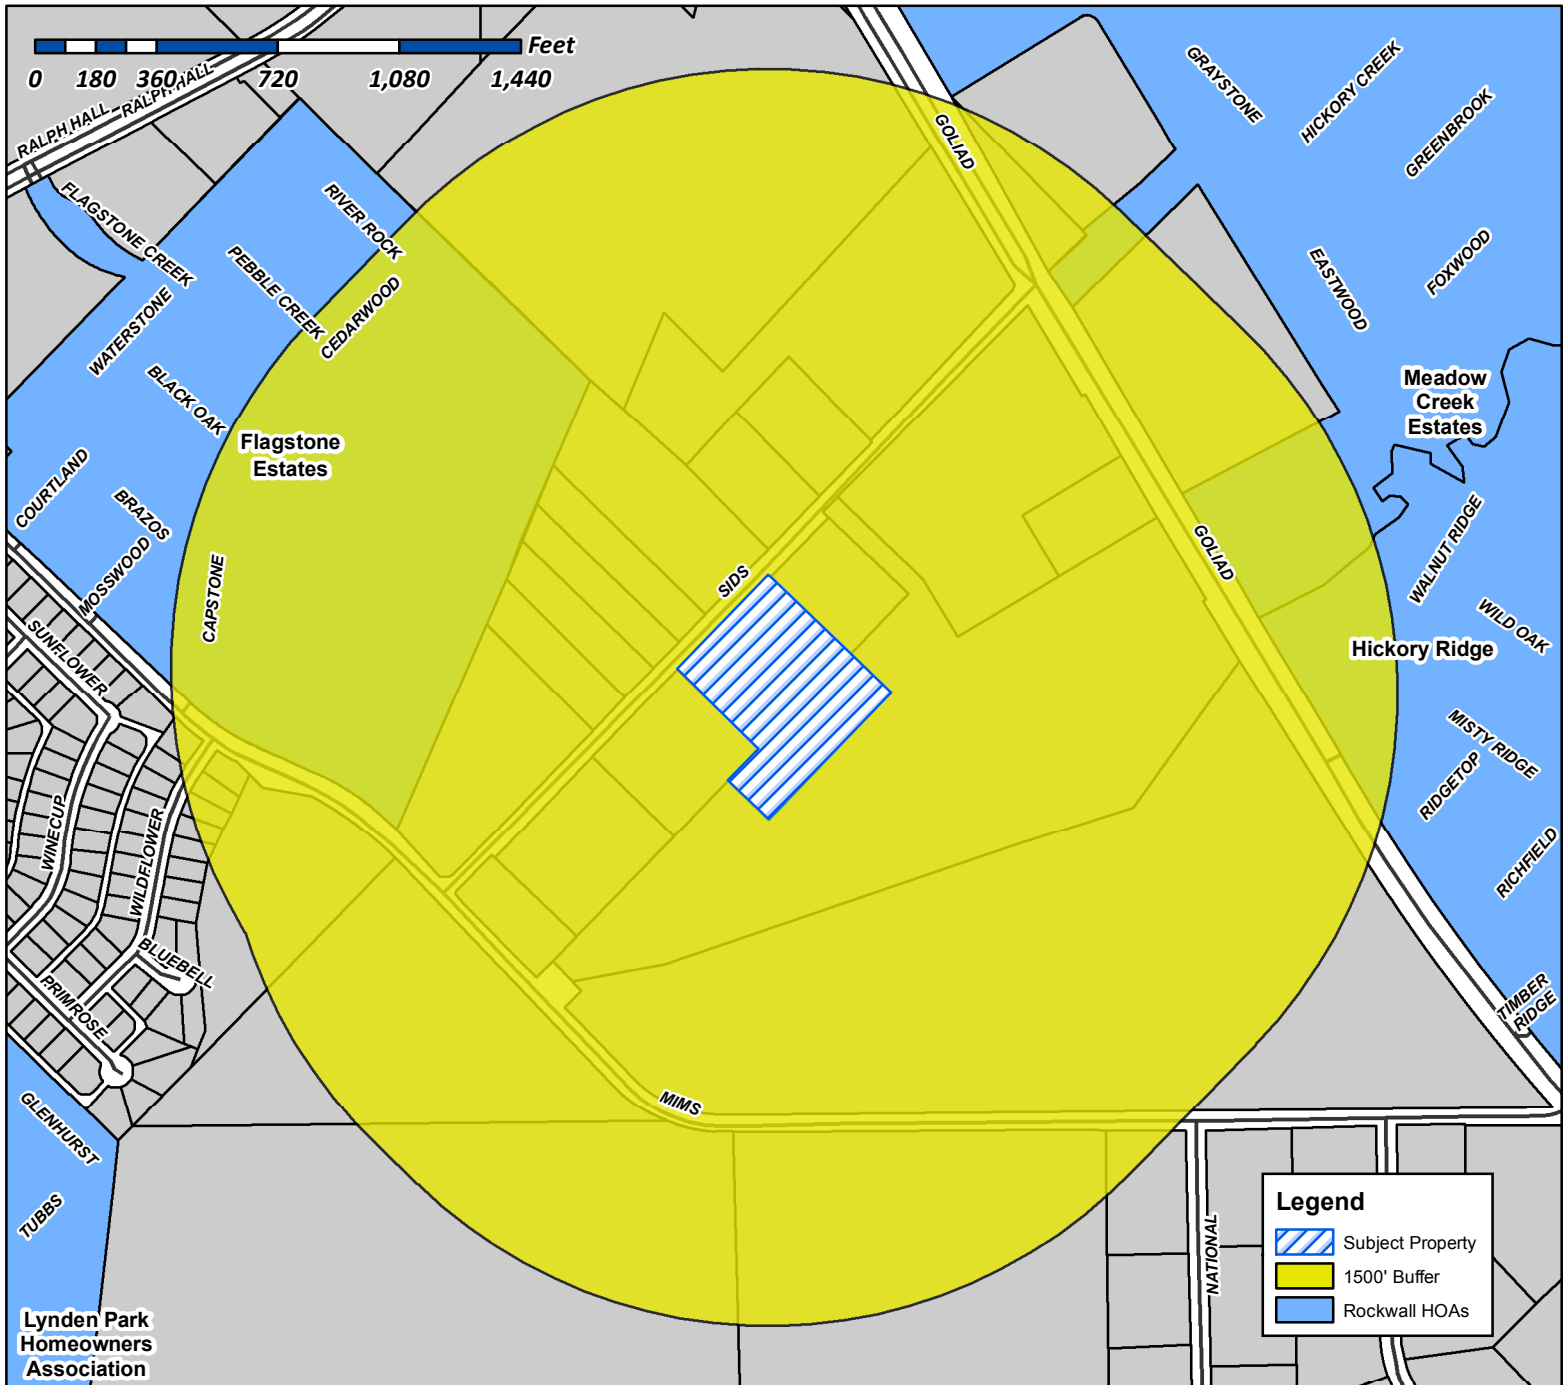 Feet
0 180 360 720 1,080 1,440
RALPH HALL
RALPH HALL
GOLIAD
GRAYSTONE
HICKORY CREEK
GREENBROOK
FLAGSTONE CREEK
RIVER ROCK
PEBBLE CREEK
CEDARWOOD
WATERSTONE
BLACK OAK
EASTWOOD
FOXWOOD
Meadow
Creek
Estates
Flagstone
Estates
COURTLAND
BRAZOS
MOSSWOOD
CAPSTONE
SIDS
GOLIAD
WALNUT RIDGE
WILD OAK
Hickory Ridge
SUNFLOWER
MISTY RIDGE
RIDGETOP
WINECUP
WILDFLOWER
RICHFIELD
BLUEBELL
PRIMROSE
TIMBER
RIDGE
MIMS
GLENHURST
TUBBS
NATIONAL
Legend
Subject Property
1500' Buffer
Rockwall HOAs
Lynden Park
Homeowners
Association